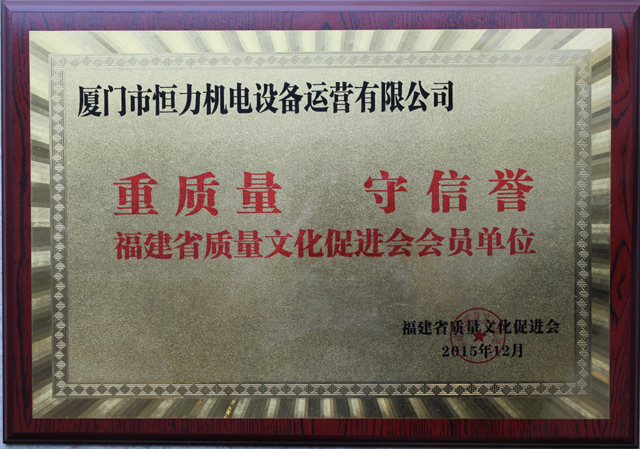 厦门市恒力机电设备运营有限公司
重质量 守信誉
福建省质量文化促进会会员单位
福建省质量文化促进会
2015年12月